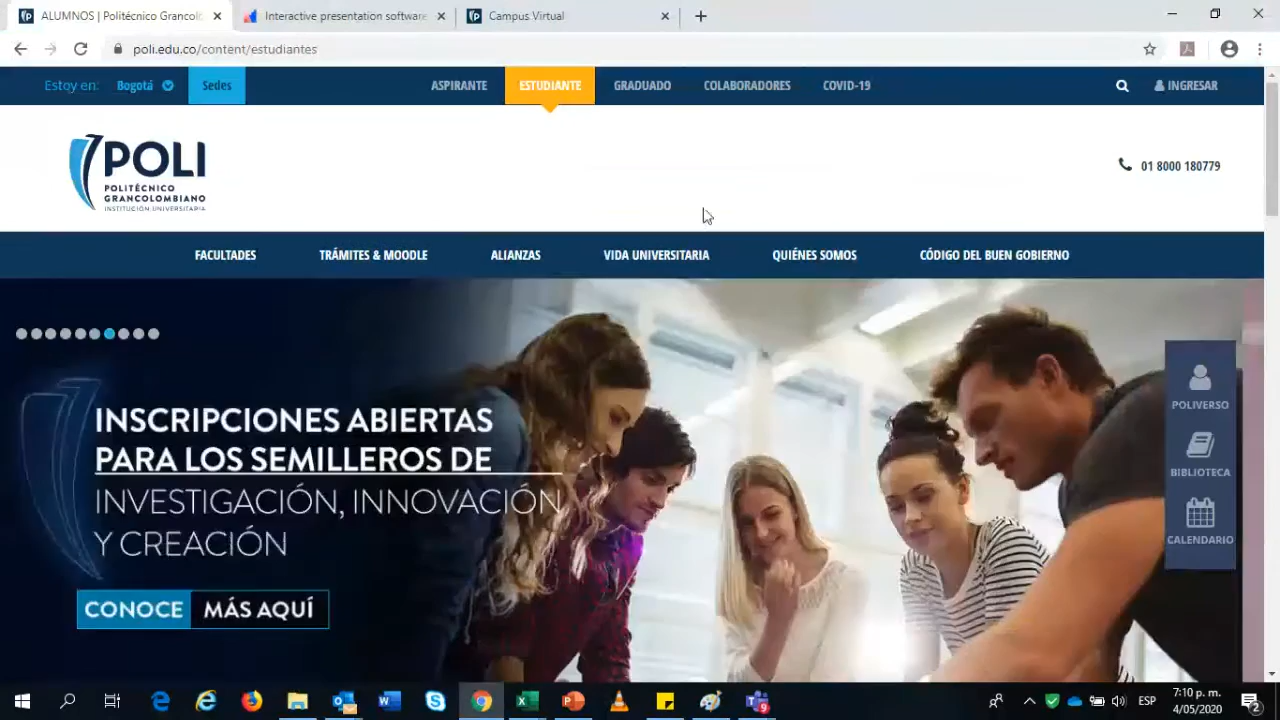 ALUMNOS | Politécnico Grancolo
Interactive presentation software
Campus Virtual
poli.edu.co/content/estudiantes
Estoy en: Bogotá Sedes ASPIRANTE ESTUDIANTE GRADUADO COLABORADORES COVID-19 INGRESAR
POLI
POLITÉCNICO
GRANCOLOMBIANO
INSTITUCIÓN UNIVERSITARIA
01 8000 180779
FACULTADES TRÁMITES & MOODLE ALIANZAS VIDA UNIVERSITARIA QUIÉNES SOMOS CÓDIGO DEL BUEN GOBIERNO
INSCRIPCIONES ABIERTAS
PARA LOS SEMILLEROS DE
INVESTIGACIÓN, INNOVACIÓN
Y CREACIÓN
CONOCE MÁS AQUÍ
POLIVERSO
BIBLIOTECA
CALENDARIO
ESP
7:10 p. m.
4/05/2020
9
2